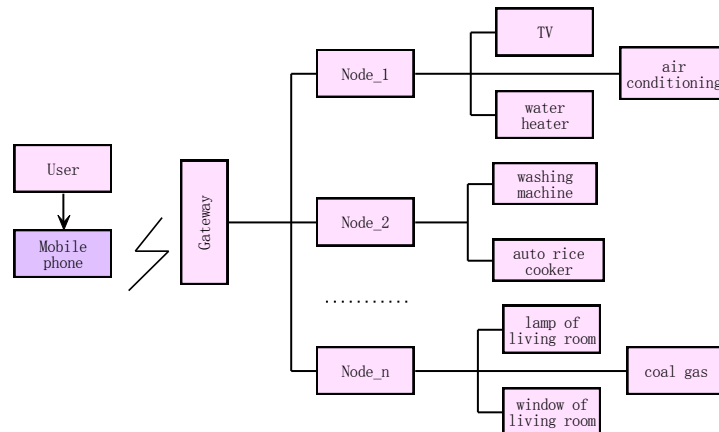 User
Mobile
phone
Gateway
Node_1
TV
air
conditioning
water
heater
Node_2
washing
machine
auto rice
cooker
...........
Node_n
lamp of
living room
coal gas
window of
living room